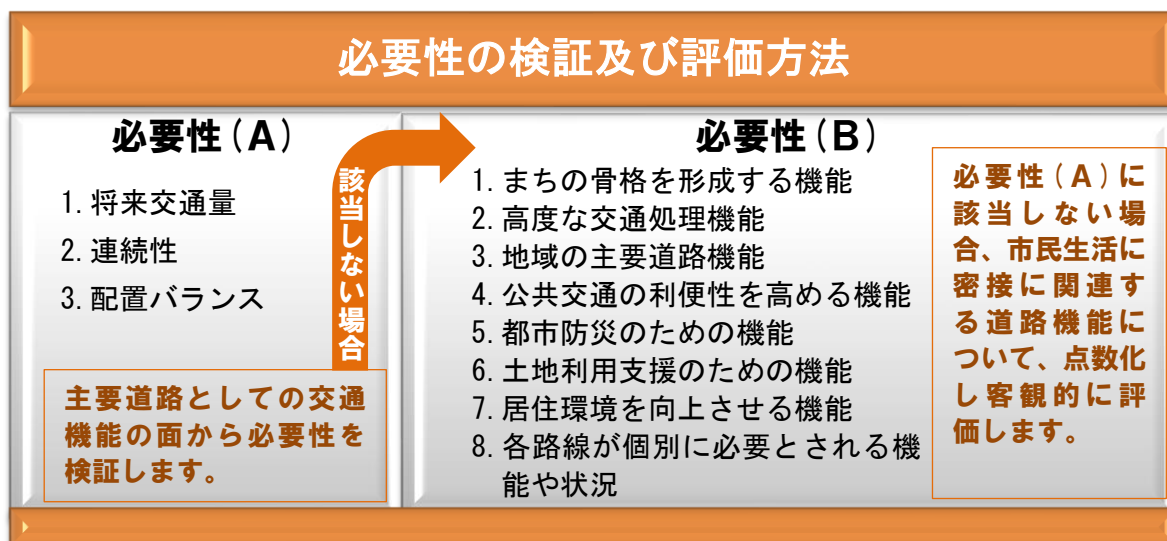 必要性の検証及び評価方法
必要性（A）
1. 将来交通量
2. 連続性
3. 配置バランス
主要道路としての交通
機能の面から必要性を
検証します。
該当しない場合
必要性（B）
1. まちの骨格を形成する機能
2. 高度な交通処理機能
3. 地域の主要道路機能
4. 公共交通の利便性を高める機能
5. 都市防災のための機能
6. 土地利用支援のための機能
7. 居住環境を向上させる機能
8. 各路線が個別に必要とされる機
能や状況
必要性（A）に
該当しない場
合、市民生活に
密接に関連す
る道路機能に
ついて、点数化
し客観的に評
価します。